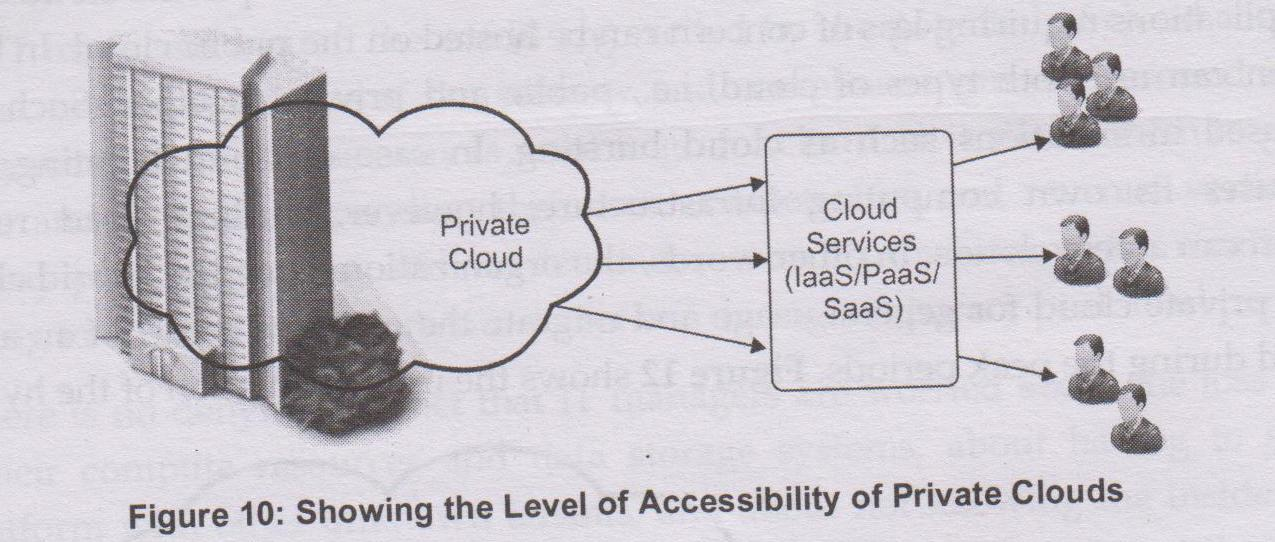 Private
Cloud
Cloud
Services
(IaaS/PaaS/
SaaS)
Figure 10: Showing the Level of Accessibility of Private Clouds